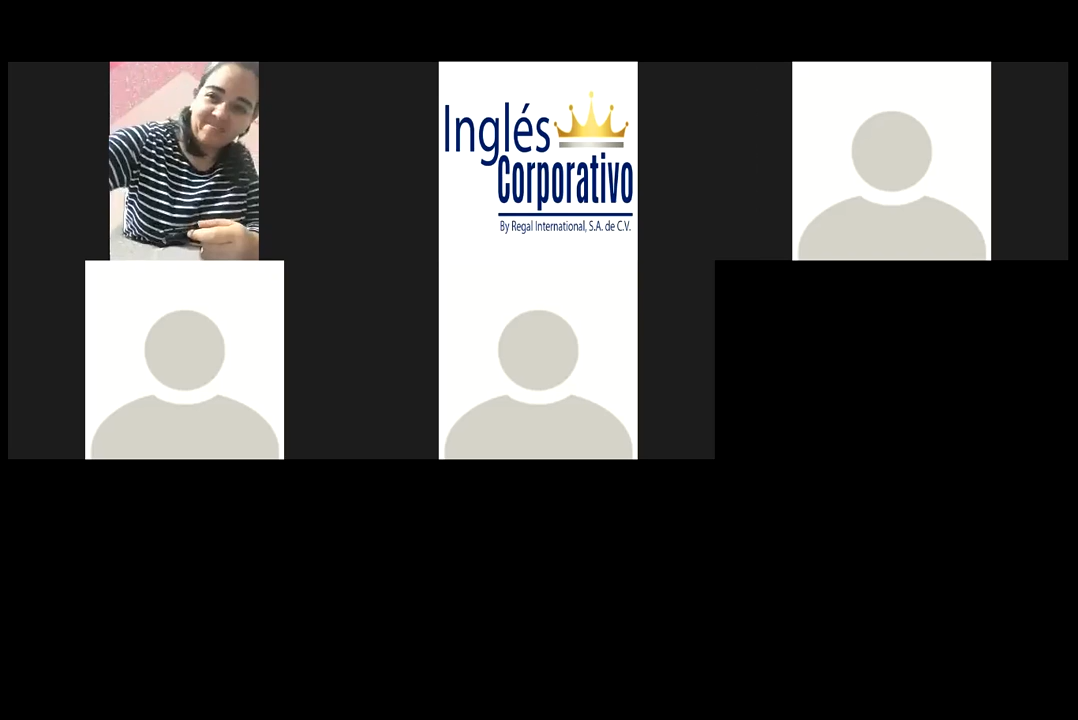 Inglés
Corporativo
By Regal International, S.A. de C.V.